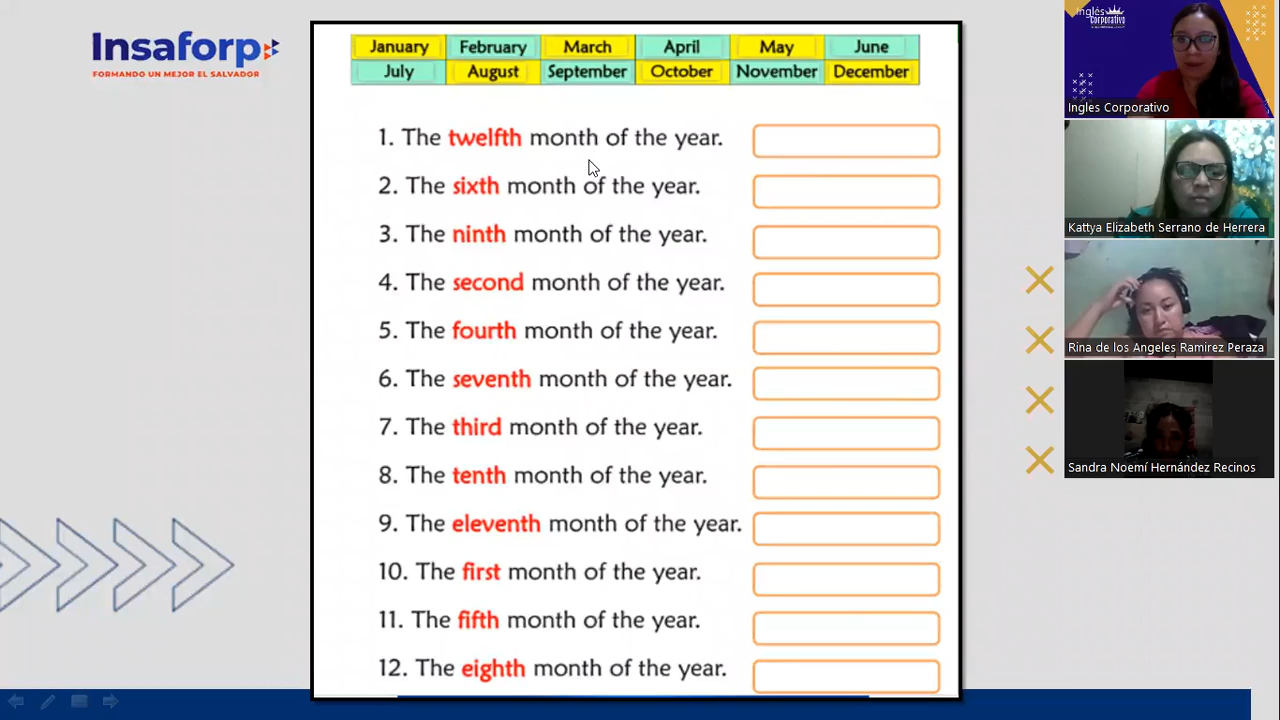 Insaforp
FORMANDO UN MEJOR EL SALVADOR
January February March April May June
July August September October November December
1. The twelfth month of the year.
2. The sixth month of the year.
3. The ninth month of the year.
4. The second month of the year.
5. The fourth month of the year.
6. The seventh month of the year.
7. The third month of the year.
8. The tenth month of the year.
9. The eleventh month of the year.
10. The first month of the year.
11. The fifth month of the year.
12. The eighth month of the year.
Inglés
Corporativo
Ingles Corporativo
Kattya Elizabeth Serrano de Herrera
Rina de los Angeles Ramirez Peraza
Sandra Noemí Hernández Recinos